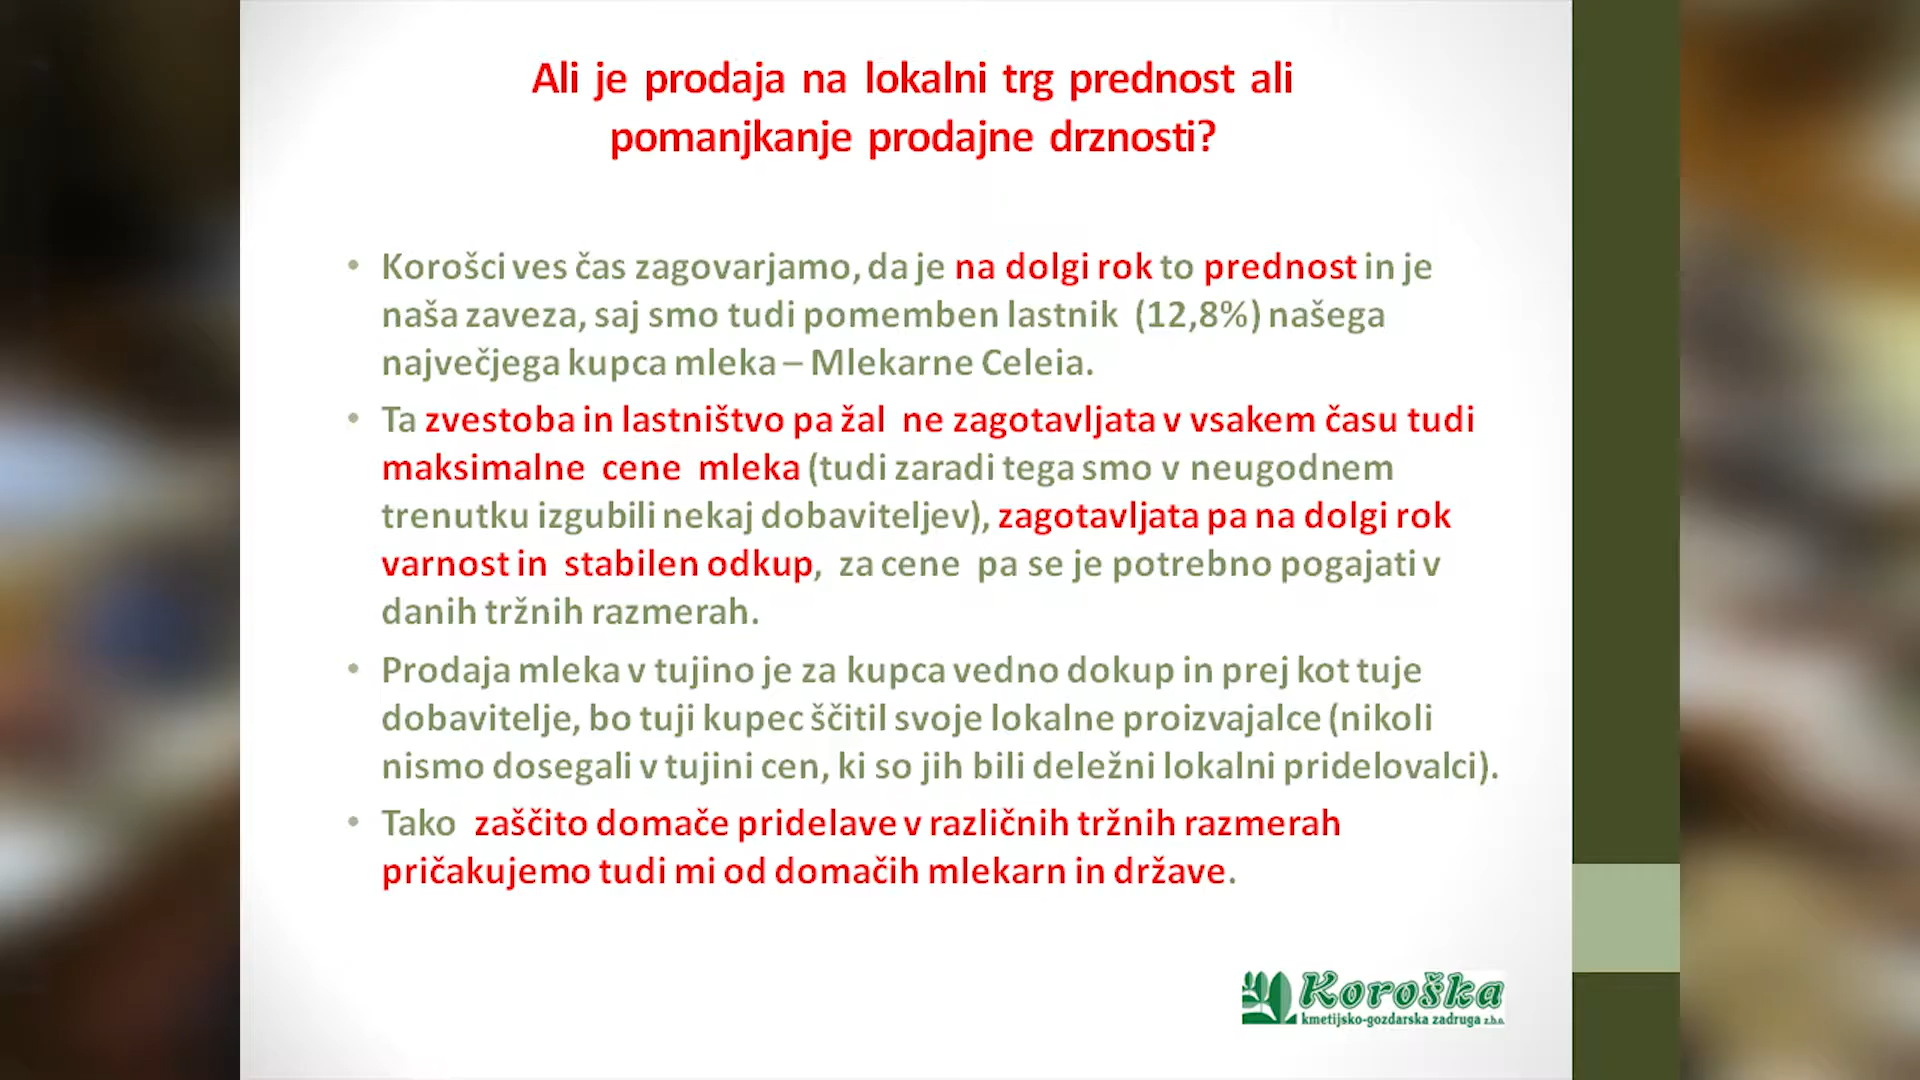 Ali je prodaja na lokalni trg prednost ali
pomanjkanje prodajne drznosti?
• Korošci ves čas zagovarjamo, da je na dolgi rok to prednost in je
naša zaveza, saj smo tudi pomemben lastnik (12,8%) našega
največjega kupca mleka – Mlekarne Celeia.
• Ta zvestoba in lastništvo pa žal ne zagotavljata v vsakem času tudi
maksimalne cene mleka (tudi zaradi tega smo v neugodnem
trenutku izgubili nekaj dobaviteljev), zagotavljata pa na dolgi rok
varnost in stabilen odkup, za cene pa se je potrebno pogajati v
danih tržnih razmerah.
• Prodaja mleka v tujino je za kupca vedno dokup in prej kot tuje
dobavitelje, bo tuji kupec ščitil svoje lokalne proizvajalce (nikoli
nismo dosegali v tujini cen, ki so jih bili deležni lokalni pridelovalci).
• Tako zaščito domače pridelave v različnih tržnih razmerah
pričakujemo tudi mi od domačih mlekarn in države.
Koroška
kmetijsko-gozdarska zadruga z.b.o.